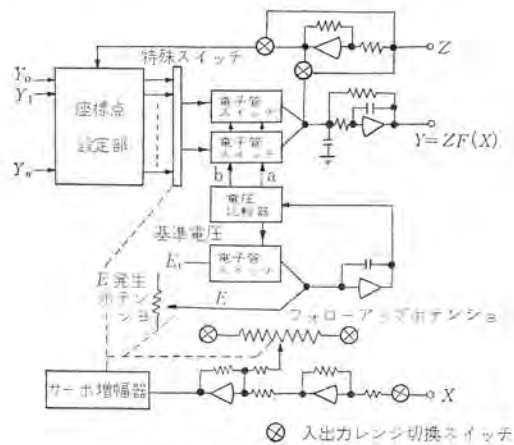 特殊スイッチ
Z
Y₀
Y₁
Yₙ
座標点
設定部
電子管
スイッチ
電子管
スイッチ
Y=ZF(X)
b
a
電圧
比較器
基準電圧
E₁
電子管
スイッチ
E発生
ポテン
ショ
E
フォローアップポテンショ
サーボ増幅器
X
入出力レンジ切換スイッチ